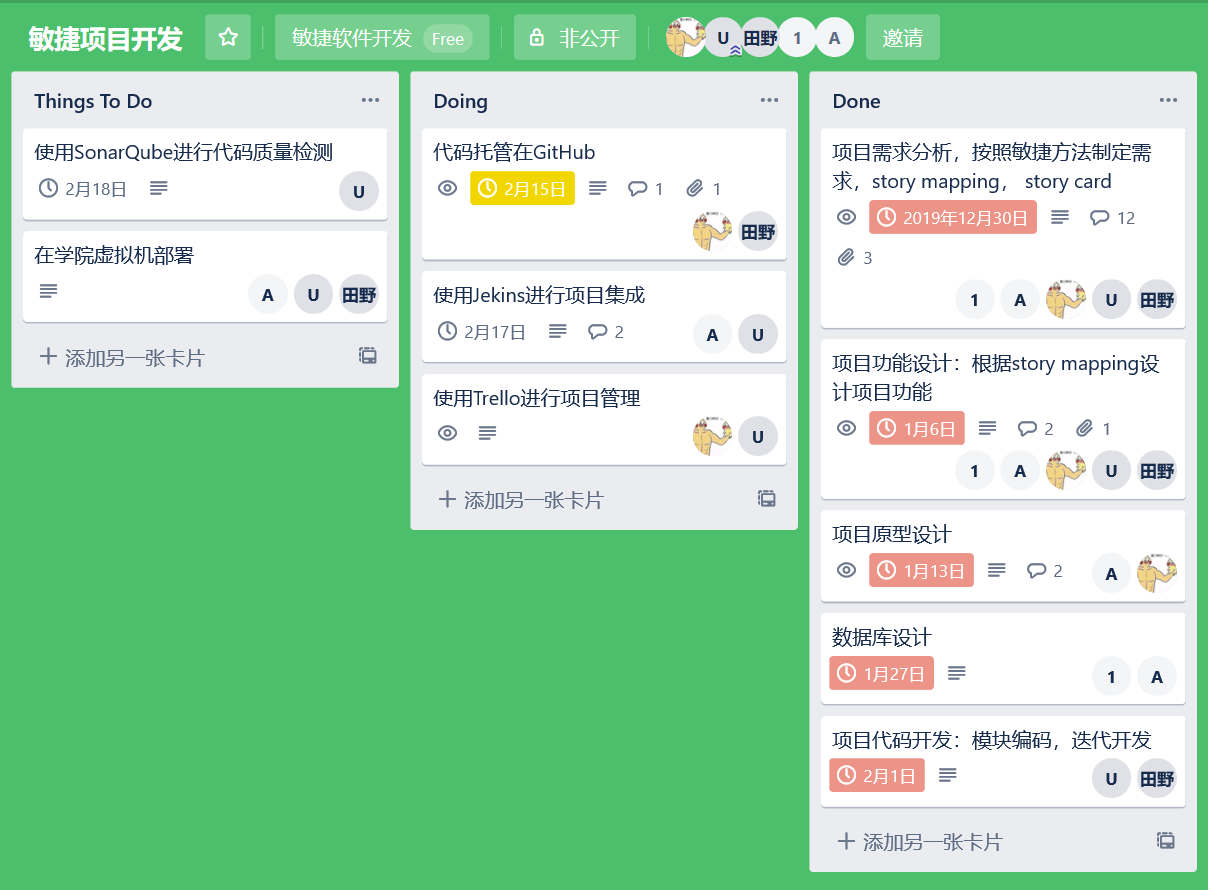 敏捷项目开发
敏捷软件开发 Free
非公开
U 田野 1 A
邀请
Things To Do
使用SonarQube进行代码质量检测
2月18日
U
在学院虚拟机部署
A U 田野
添加另一张卡片
Doing
代码托管在GitHub
2月15日 1 1
田野
使用Jekins进行项目集成
2月17日 2
A U
使用Trello进行项目管理
U
添加另一张卡片
Done
项目需求分析，按照敏捷方法制定需
求，story mapping， story card
2019年12月30日 12
3
1 A U 田野
项目功能设计：根据story mapping设
计项目功能
1月6日 2 1
1 A U 田野
项目原型设计
1月13日 2
A
数据库设计
1月27日
1 A
项目代码开发：模块编码，迭代开发
2月1日
U 田野
添加另一张卡片